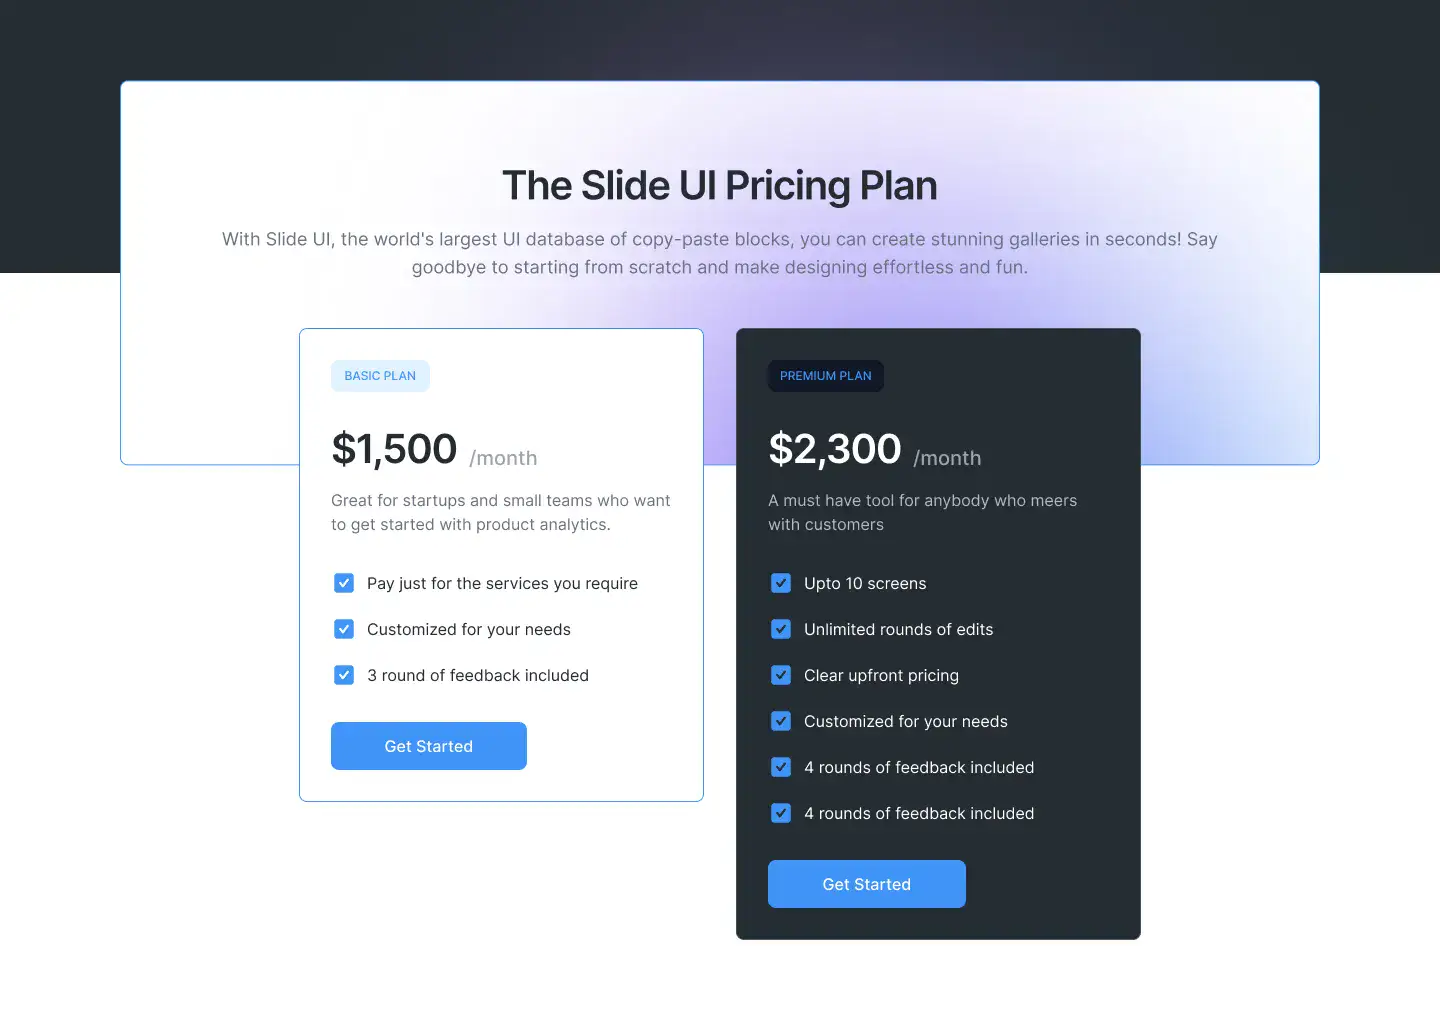 The Slide UI Pricing Plan
With Slide UI, the world's largest UI database of copy-paste blocks, you can create stunning galleries in seconds! Say
goodbye to starting from scratch and make designing effortless and fun.
BASIC PLAN
$1,500 /month
Great for startups and small teams who want
to get started with product analytics.
Pay just for the services you require
Customized for your needs
3 round of feedback included
Get Started
PREMIUM PLAN
$2,300 /month
A must have tool for anybody who meers
with customers
Upto 10 screens
Unlimited rounds of edits
Clear upfront pricing
Customized for your needs
4 rounds of feedback included
4 rounds of feedback included
Get Started